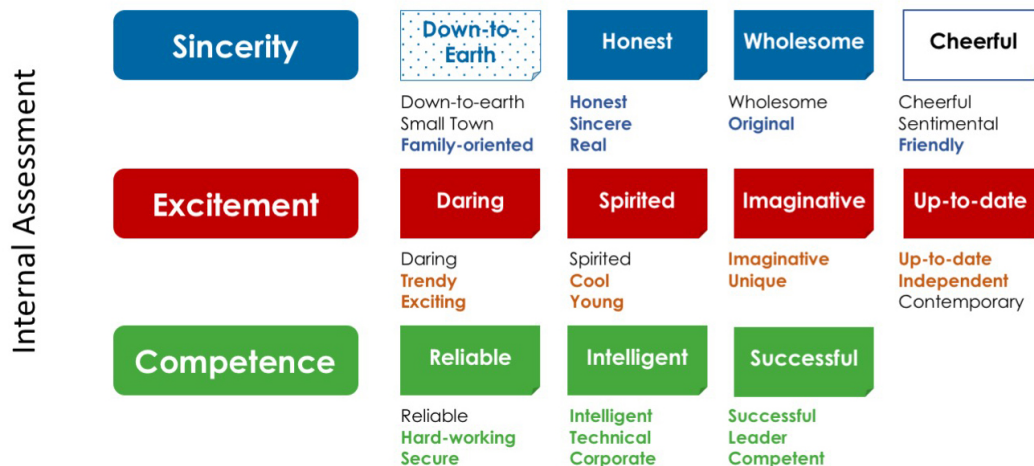 Internal Assessment
Sincerity
Down-to-
Earth
Honest
Wholesome
Cheerful
Down-to-earth
Small Town
Family-oriented
Honest
Sincere
Real
Wholesome
Original
Cheerful
Sentimental
Friendly
Excitement
Daring
Spirited
Imaginative
Up-to-date
Daring
Trendy
Exciting
Spirited
Cool
Young
Imaginative
Unique
Up-to-date
Independent
Contemporary
Competence
Reliable
Intelligent
Successful
Reliable
Hard-working
Secure
Intelligent
Technical
Corporate
Successful
Leader
Competent